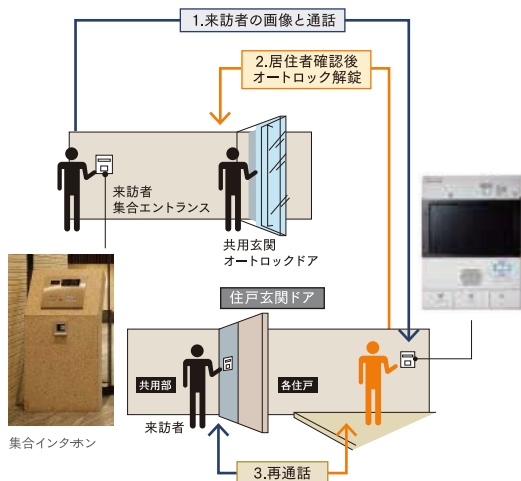 1.来訪者の画像と通話
2.居住者確認後
オートロック解錠
来訪者
集合エントランス
共用玄関
オートロックドア
住戸玄関ドア
共用部
各住戸
来訪者
集合インターホン
3.再通話